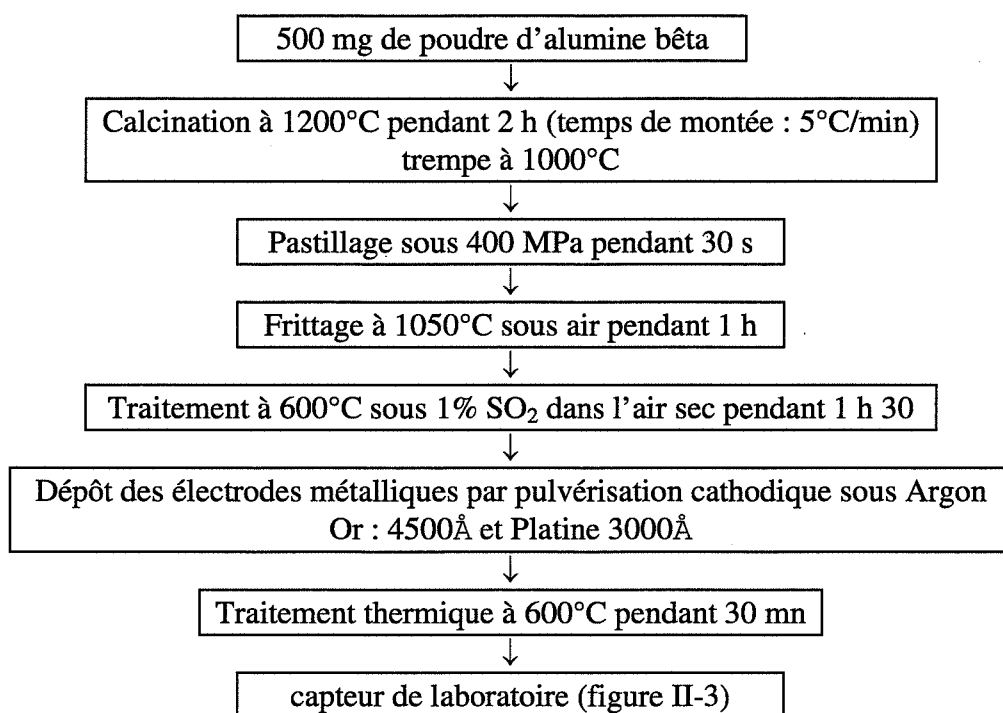 500 mg de poudre d'alumine bêta
↓
Calcination à 1200°C pendant 2 h (temps de montée : 5°C/min)
trempe à 1000°C
↓
Pastillage sous 400 MPa pendant 30 s
↓
Frittage à 1050°C sous air pendant 1 h
↓
Traitement à 600°C sous 1% SO₂ dans l'air sec pendant 1 h 30
↓
Dépôt des électrodes métalliques par pulvérisation cathodique sous Argon
Or : 4500Å et Platine 3000Å
↓
Traitement thermique à 600°C pendant 30 mn
↓
capteur de laboratoire (figure II-3)